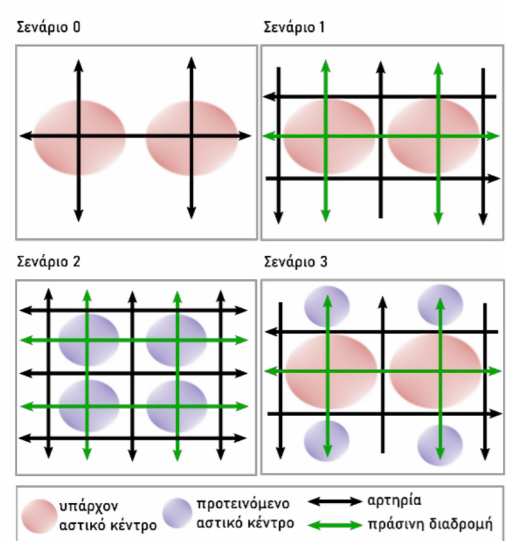 Σενάριο 0
Σενάριο 1
Σενάριο 2
Σενάριο 3
υπάρχον
αστικό κέντρο
προτεινόμενο
αστικό κέντρο
αρτηρία
πράσινη διαδρομή